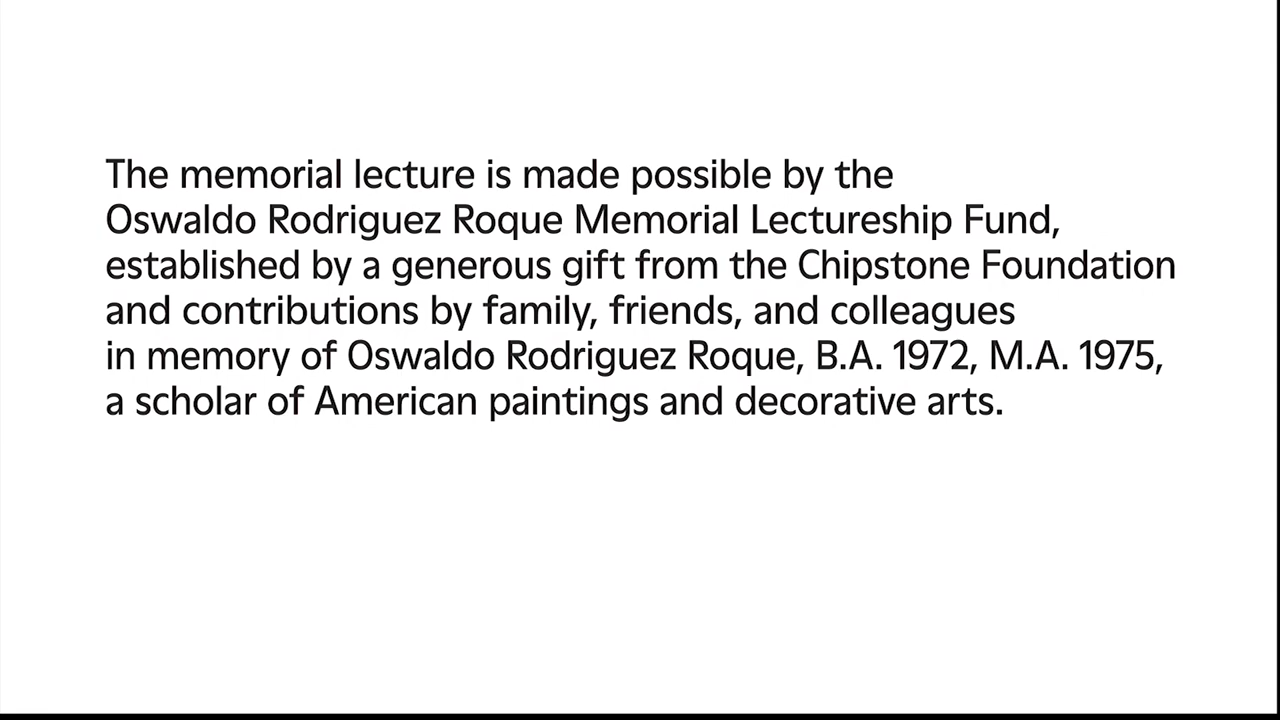 The memorial lecture is made possible by the
Oswaldo Rodriguez Roque Memorial Lectureship Fund,
established by a generous gift from the Chipstone Foundation
and contributions by family, friends, and colleagues
in memory of Oswaldo Rodriguez Roque, B.A. 1972, M.A. 1975,
a scholar of American paintings and decorative arts.